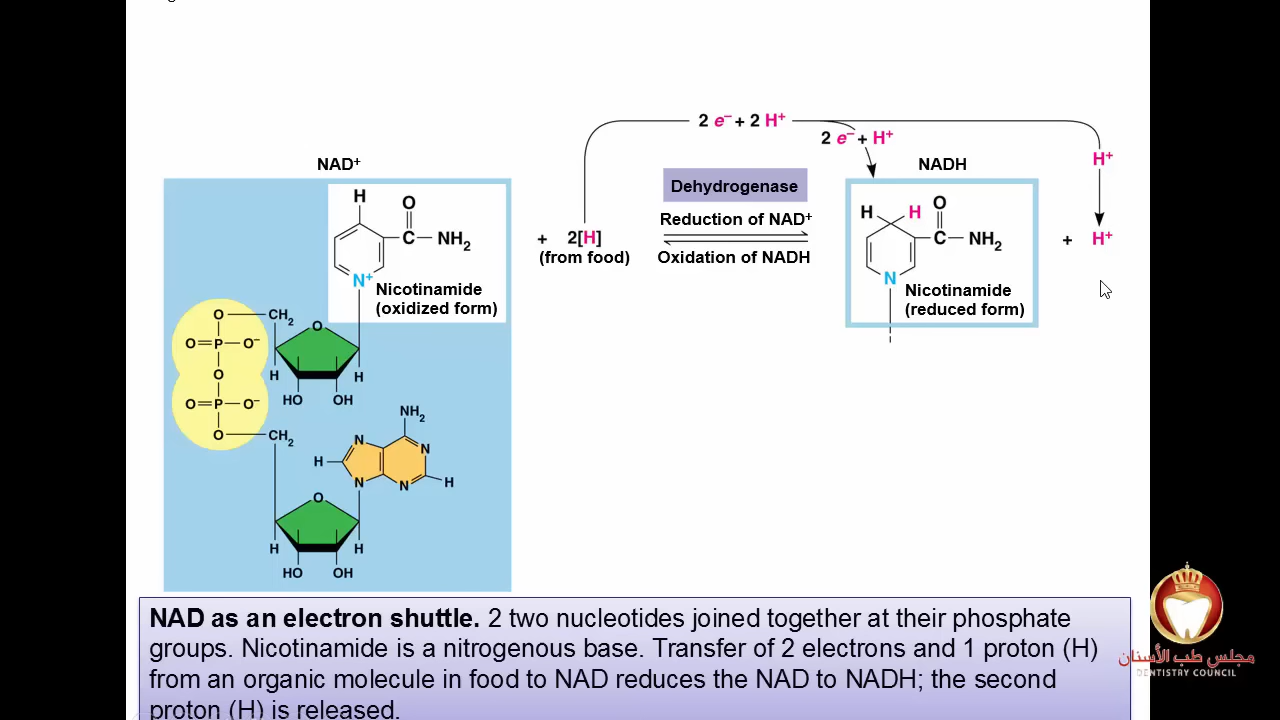 2 e⁻ + 2 H⁺
2 e⁻ + H⁺
NAD⁺
NADH
H⁺
Dehydrogenase
Reduction of NAD⁺
Oxidation of NADH
H
O
C
NH₂
N⁺
Nicotinamide
(oxidized form)
+ 2[H]
(from food)
H H
O
C
NH₂
N
Nicotinamide
(reduced form)
+ H⁺
O CH₂
O
O=P–O⁻
O
H H
HO OH
O=P–O⁻
O CH₂
NH₂
N N
H
N N H
O
H H
HO OH
NAD as an electron shuttle. 2 two nucleotides joined together at their phosphate
groups. Nicotinamide is a nitrogenous base. Transfer of 2 electrons and 1 proton (H)
from an organic molecule in food to NAD reduces the NAD to NADH; the second
proton (H) is released.
مجلس طب الأسنان
DENTISTRY COUNCIL